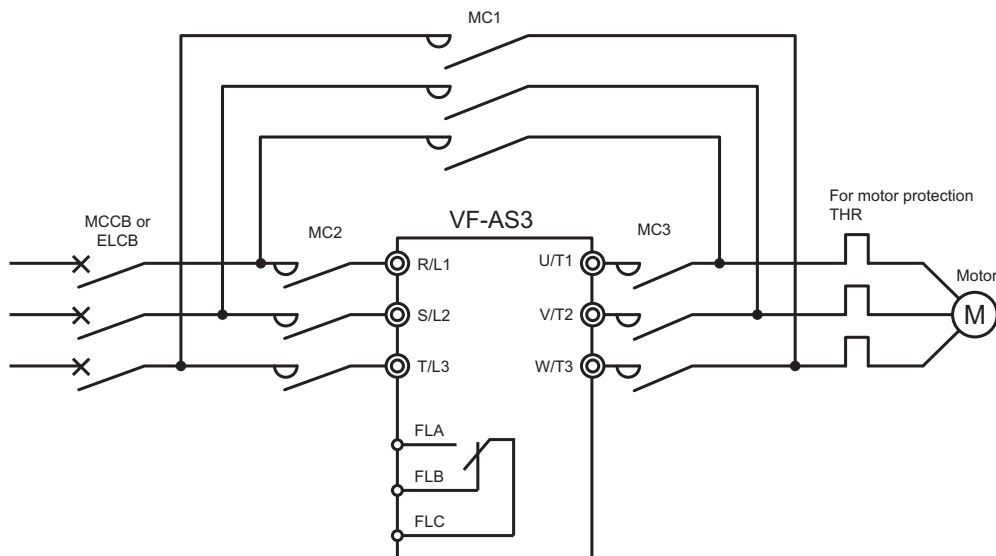 MC1
For motor protection
THR
MCCB or
ELCB
MC2
VF-AS3
MC3
Motor
R/L1
U/T1
S/L2
V/T2
M
T/L3
W/T3
FLA
FLB
FLC